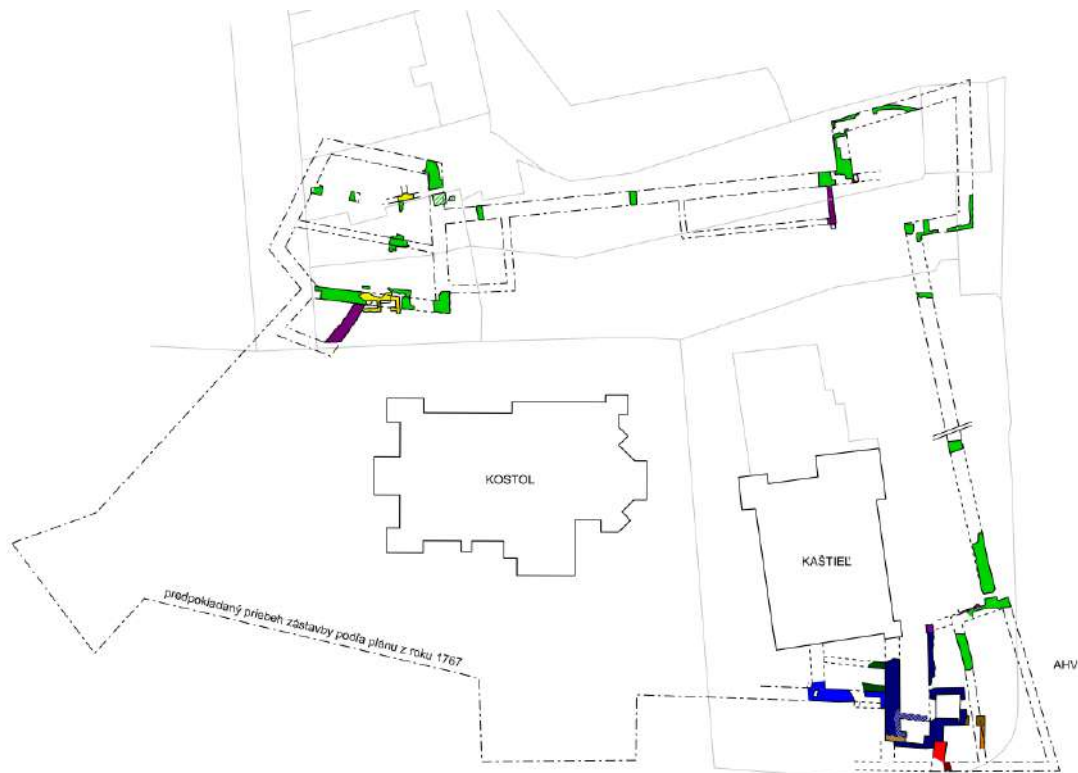 KOSTOL
KAŠTIEĽ
predpokladaný priebeh zástavby podľa plánu z roku 1767
AHV